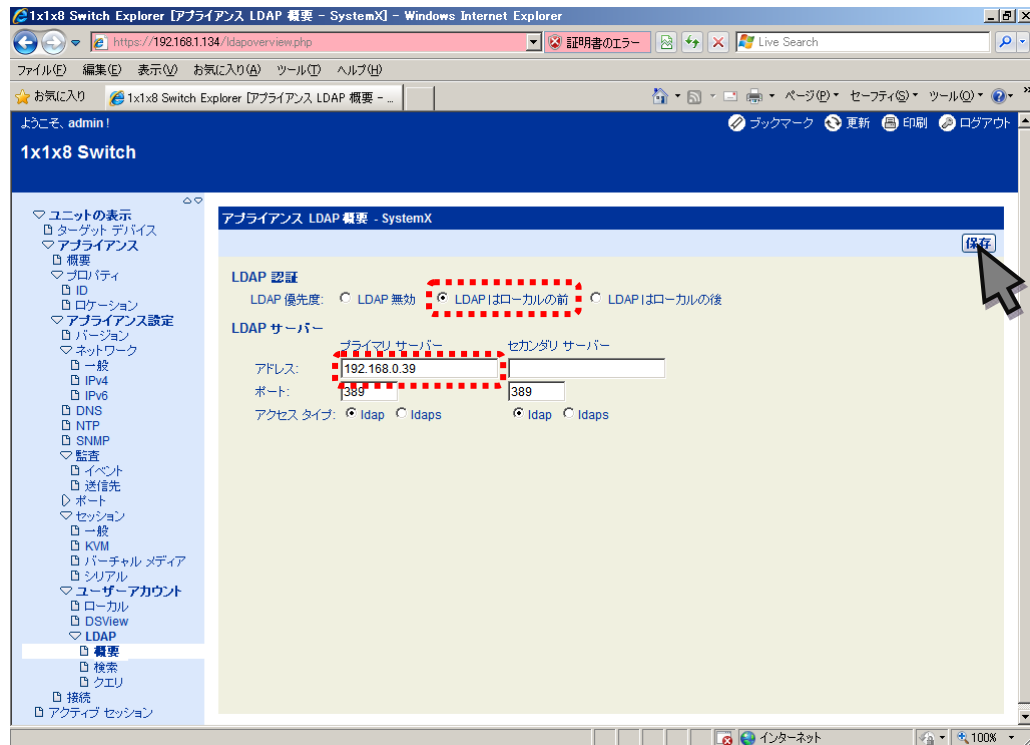 1x1x8 Switch Explorer [アプライアンス LDAP 概要 - SystemX] - Windows Internet Explorer
https://192.168.1.134/ldapoverview.php 証明書のエラー Live Search
ファイル(F) 編集(E) 表示(V) お気に入り(A) ツール(T) ヘルプ(H)
お気に入り 1x1x8 Switch Explorer [アプライアンス LDAP 概要 - ... ページ(P) セーフティ(S) ツール(O)
ようこそ、admin! ブックマーク 更新 印刷 ログアウト
1x1x8 Switch
ユニットの表示
ターゲット デバイス
アプライアンス
概要
プロパティ
ID
ロケーション
アプライアンス設定
バージョン
ネットワーク
一般
IPv4
IPv6
DNS
NTP
SNMP
監査
イベント
送信先
ポート
セッション
一般
KVM
バーチャル メディア
シリアル
ユーザーアカウント
ローカル
DSView
LDAP
概要
検索
クエリ
接続
アクティブ セッション
アプライアンス LDAP 概要 - SystemX
保存
LDAP 認証
LDAP 優先度: LDAP 無効 LDAP はローカルの前 LDAP はローカルの後
LDAP サーバー
プライマリ サーバー セカンダリ サーバー
アドレス: 192.168.0.39
ポート: 389 389
アクセス タイプ: ldap ldaps ldap ldaps
インターネット 100%